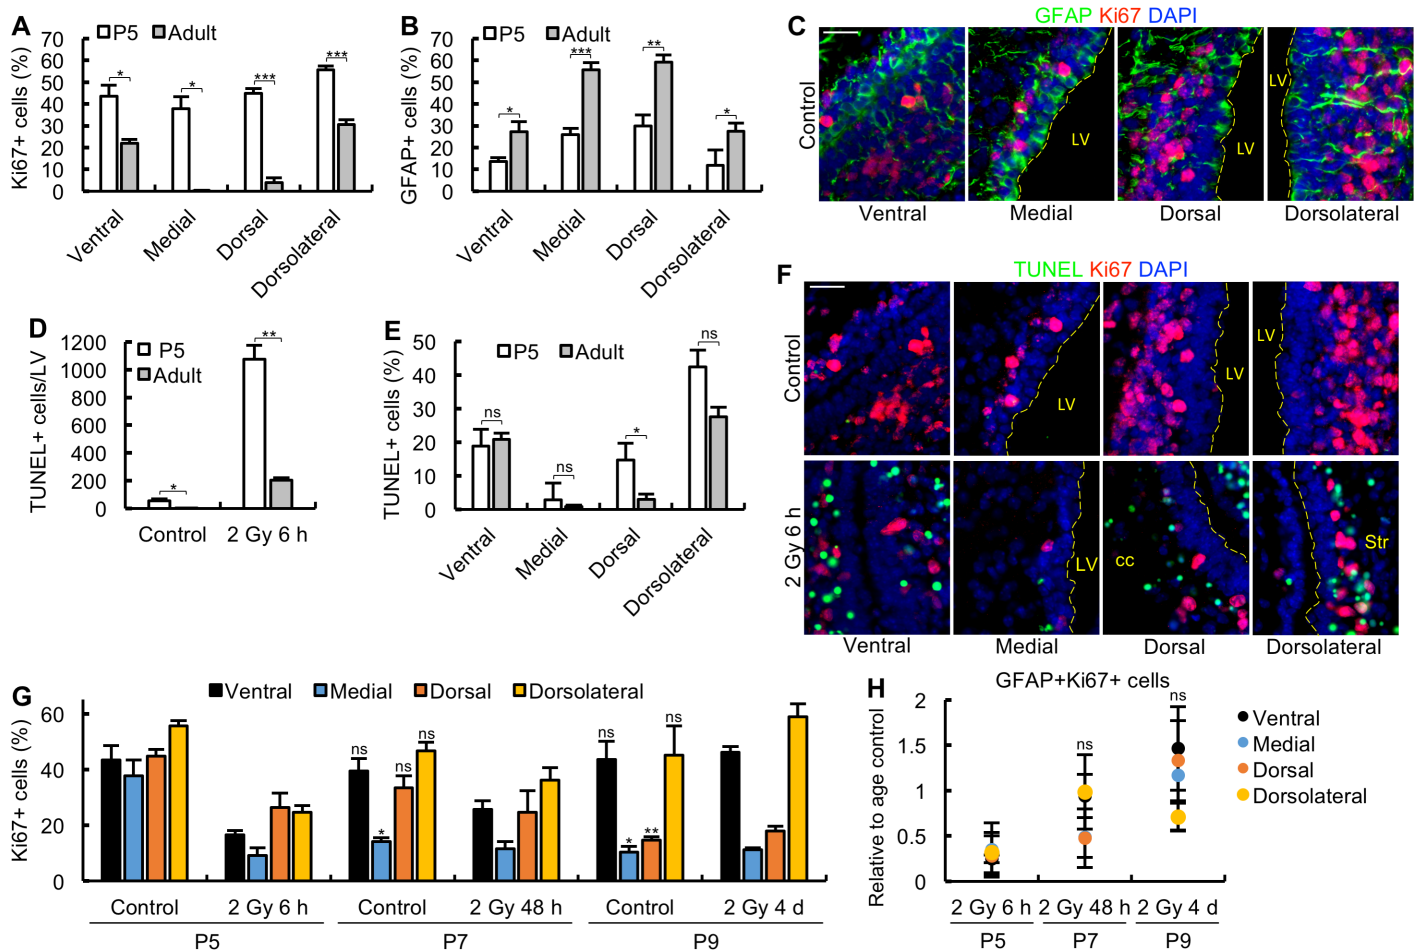 A
Ki67+ cells (%)
70
60
50
40
30
20
10
0
P5
Adult
*
*
***
***
Ventral
Medial
Dorsal
Dorsolateral
B
GFAP+ cells (%)
70
60
50
40
30
20
10
0
P5
Adult
*
***
**
*
Ventral
Medial
Dorsal
Dorsolateral
C
GFAP Ki67 DAPI
Control
LV
LV
LV
Ventral
Medial
Dorsal
Dorsolateral
D
TUNEL+ cells/LV
1200
1000
800
600
400
200
0
P5
Adult
*
**
Control
2 Gy 6 h
E
TUNEL+ cells (%)
50
40
30
20
10
0
P5
Adult
ns
ns
*
ns
Ventral
Medial
Dorsal
Dorsolateral
F
TUNEL Ki67 DAPI
Control
LV
LV
LV
2 Gy 6 h
LV
cc
Str
Ventral
Medial
Dorsal
Dorsolateral
G
Ki67+ cells (%)
60
40
20
0
Ventral
Medial
Dorsal
Dorsolateral
ns
*
ns
ns
ns
*
**
ns
Control
2 Gy 6 h
Control
2 Gy 48 h
Control
2 Gy 4 d
P5
P7
P9
H
GFAP+Ki67+ cells
Relative to age control
2
1.5
1
0.5
0
ns
ns
Ventral
Medial
Dorsal
Dorsolateral
2 Gy 6 h
2 Gy 48 h
2 Gy 4 d
P5
P7
P9